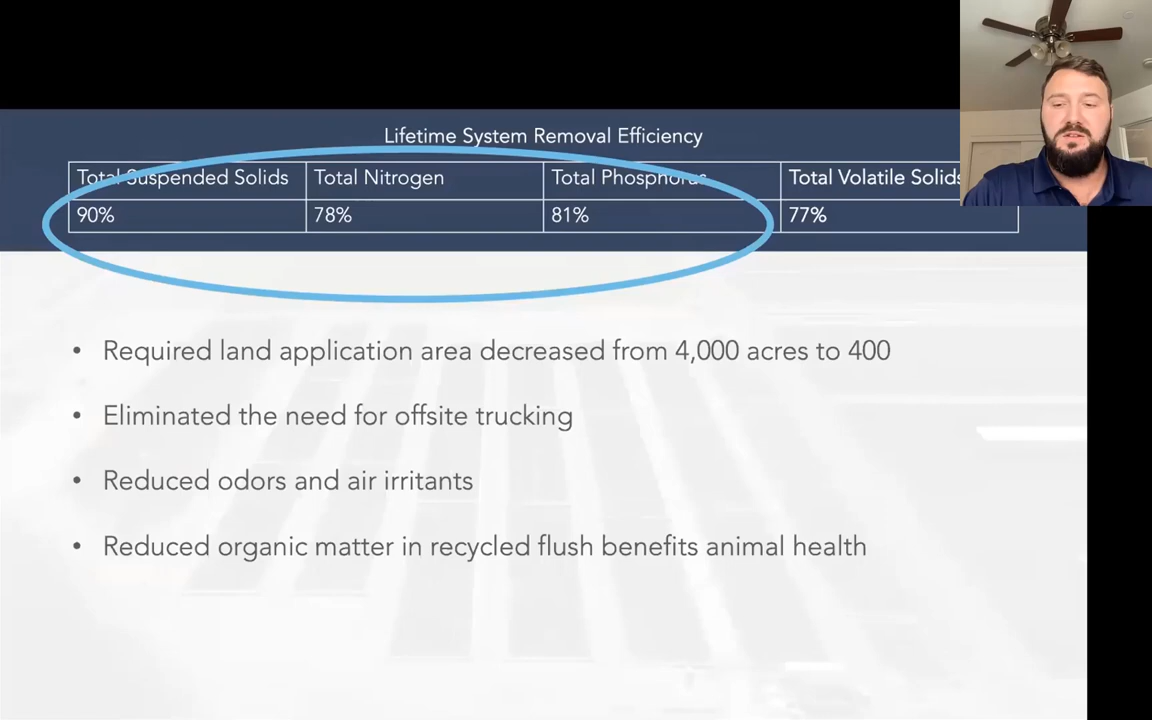 Lifetime System Removal Efficiency
Total Suspended Solids Total Nitrogen Total Phosphorus Total Volatile Solids
90% 78% 81% 77%
• Required land application area decreased from 4,000 acres to 400
• Eliminated the need for offsite trucking
• Reduced odors and air irritants
• Reduced organic matter in recycled flush benefits animal health